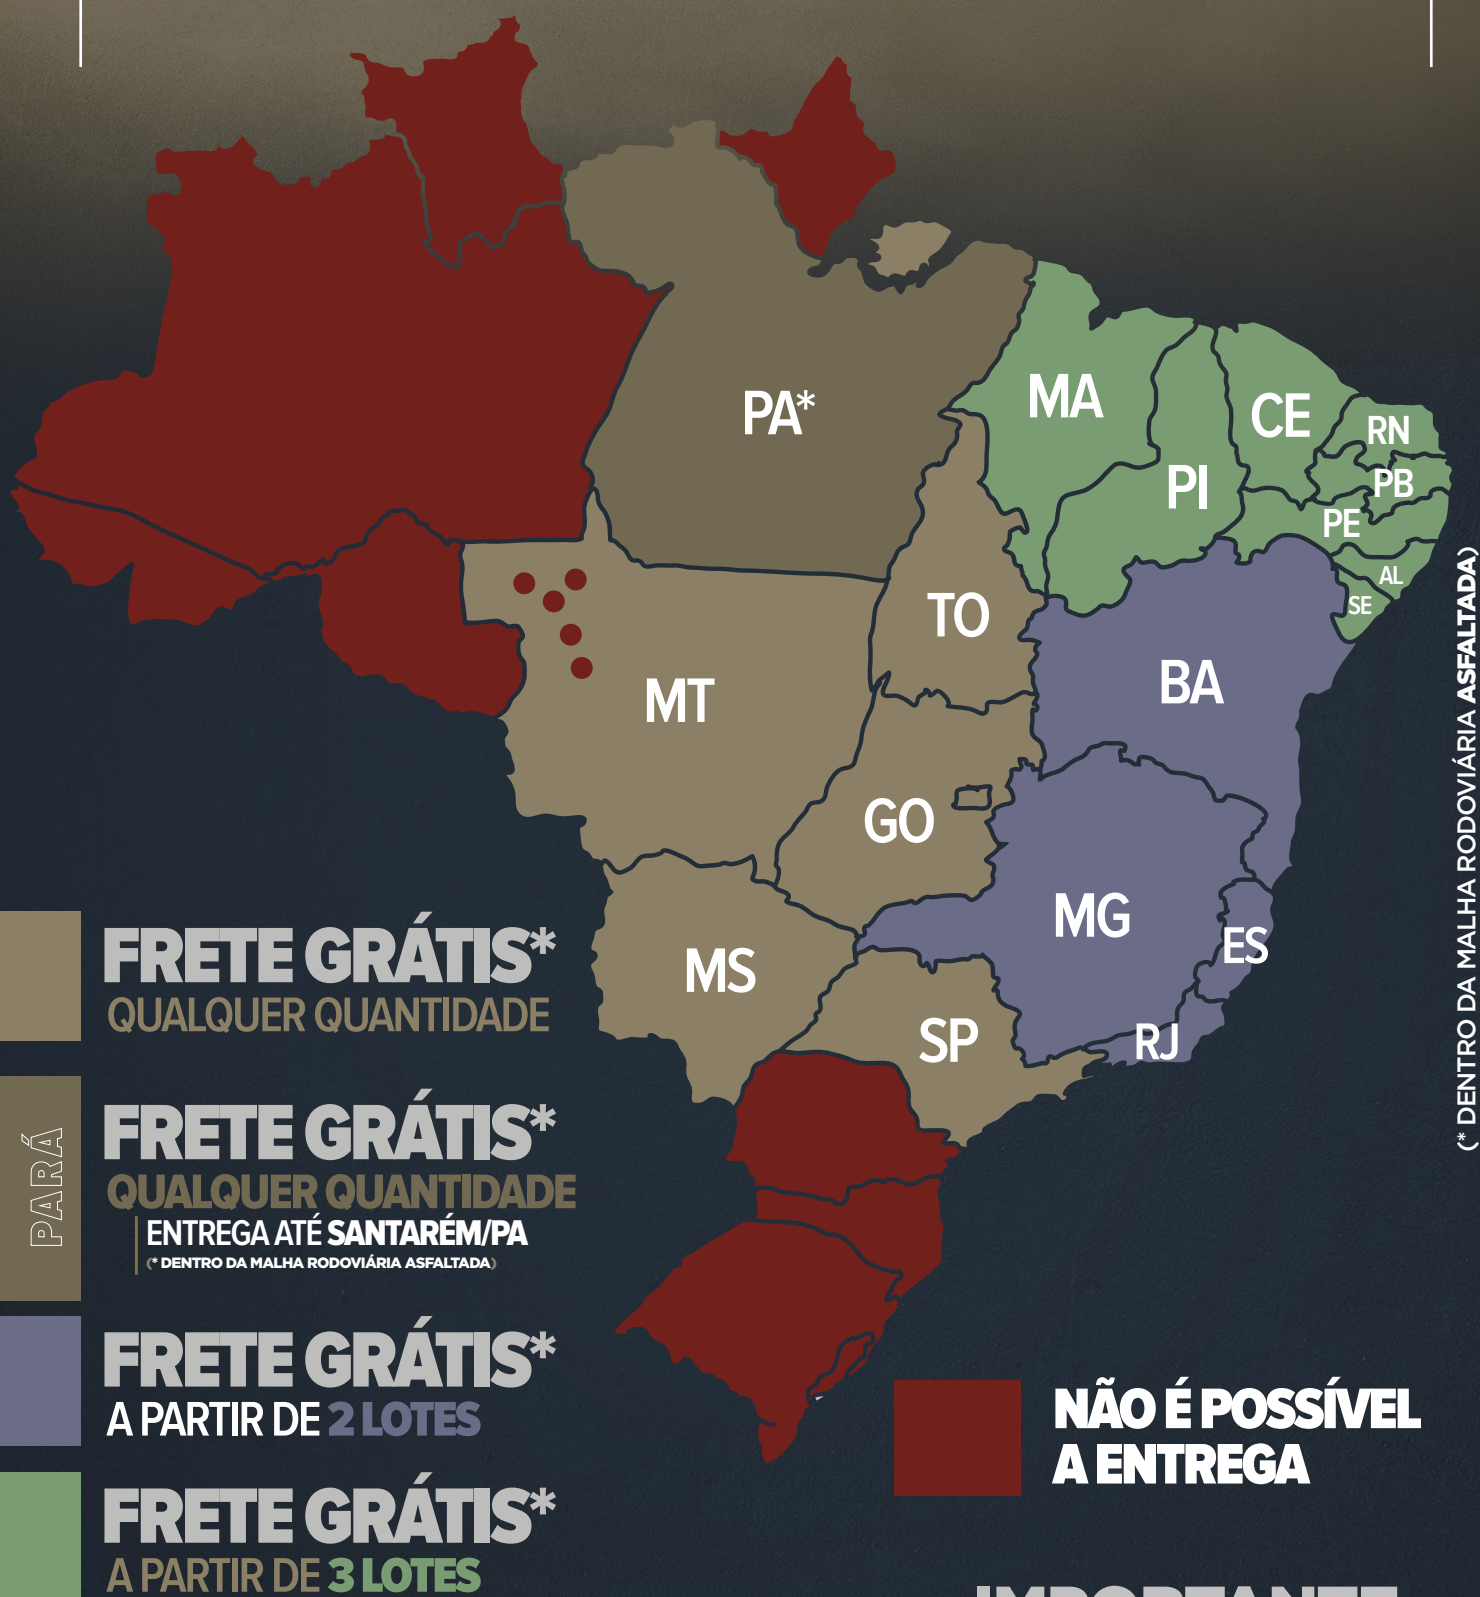 PA*
MA
CE
RN
PI
PB
PE
AL
SE
TO
BA
MT
GO
MG
ES
MS
SP
RJ
(* DENTRO DA MALHA RODOVIÁRIA ASFALTADA)
FRETE GRÁTIS*
QUALQUER QUANTIDADE
PARÁ
FRETE GRÁTIS*
QUALQUER QUANTIDADE
ENTREGA ATÉ SANTARÉM/PA
(* DENTRO DA MALHA RODOVIÁRIA ASFALTADA)
FRETE GRÁTIS*
A PARTIR DE 2 LOTES
FRETE GRÁTIS*
A PARTIR DE 3 LOTES
NÃO É POSSÍVEL
A ENTREGA
IMPORTANTE